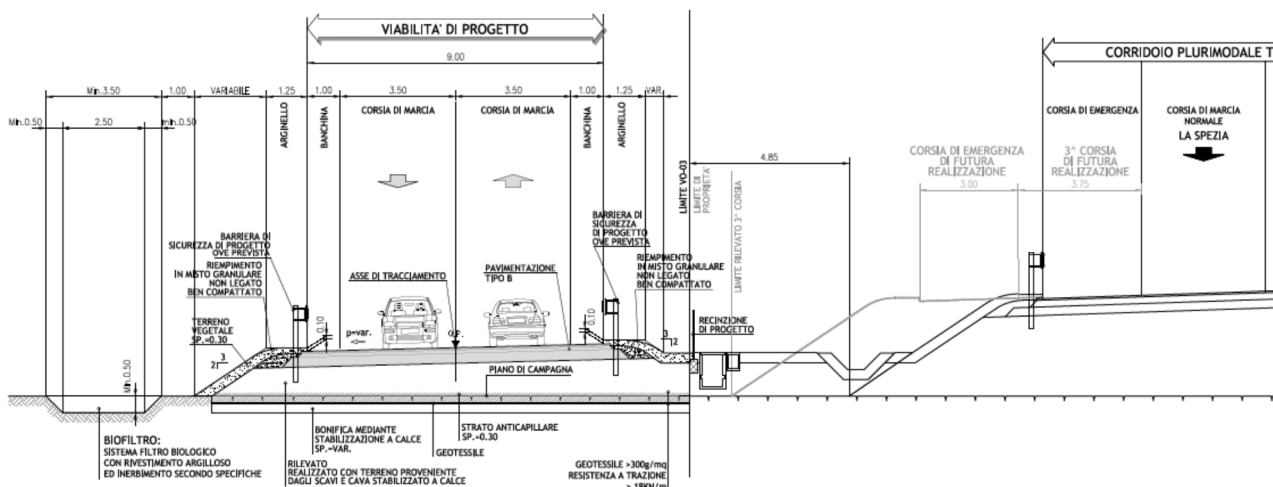 VIABILITA' DI PROGETTO
9.00
CORRIDOIO PLURIMODALE T
Min.3.50
1.00
VARIABILE
1.25
1.00
3.50
3.50
1.00
1.25
VAR.
Min.0.50
2.50
min.0.50
ARGINELLO
BANCHINA
CORSIA DI MARCIA
CORSIA DI MARCIA
BANCHINA
ARGINELLO
CORSIA DI EMERGENZA
CORSIA DI MARCIA
NORMALE
LA SPEZIA
LIMITE VO-03
LIMITE DI
PROPRIETA'
4.85
CORSIA DI EMERGENZA
DI FUTURA
REALIZZAZIONE
3.00
3^ CORSIA
DI FUTURA
REALIZZAZIONE
3.75
LIMITE RILEVATO 3^ CORSIA
BARRIERA DI
SICUREZZA DI PROGETTO
OVE PREVISTA
RIEMPIMENTO
IN MISTO GRANULARE
NON LEGATO
BEN COMPATTATO
TERRENO
VEGETALE
SP.=0.30
3
2
0.10
p=var.
ASSE DI TRACCIAMENTO
PAVIMENTAZIONE
TIPO B
BARRIERA DI
SICUREZZA
DI PROGETTO
OVE PREVISTA
RIEMPIMENTO
IN MISTO GRANULARE
NON LEGATO
BEN COMPATTATO
0.10
3
2
RECINZIONE
DI PROGETTO
Min.0.50
PIANO DI CAMPAGNA
BIOFILTRO:
SISTEMA FILTRO BIOLOGICO
CON RIVESTIMENTO ARGILLOSO
ED INERBIMENTO SECONDO SPECIFICHE
BONIFICA MEDIANTE
STABILIZZAZIONE A CALCE
SP.=VAR.
GEOTESSILE
STRATO ANTICAPILLARE
SP.=0.30
RILEVATO
REALIZZATO CON TERRENO PROVENIENTE
DAGLI SCAVI E CAVA STABILIZZATO A CALCE
GEOTESSILE >300g/mq
RESISTENZA A TRAZIONE
> 18KN/m